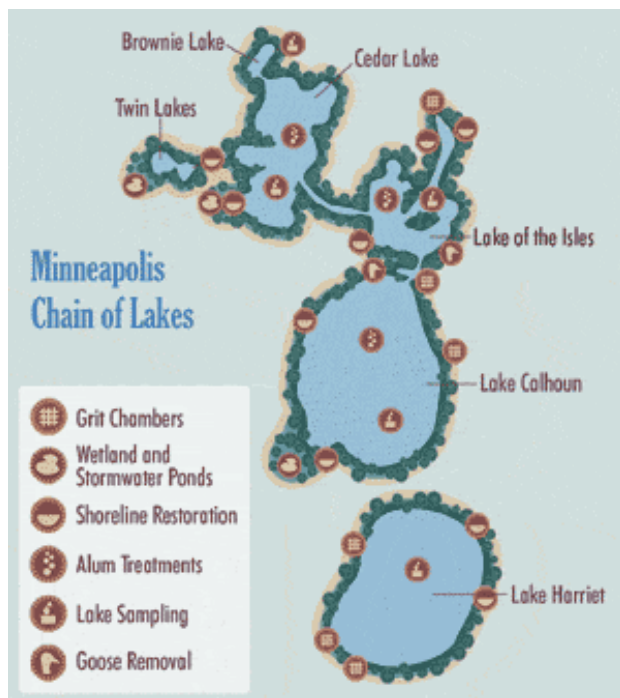 Brownie Lake
Cedar Lake
Twin Lakes
Lake of the Isles
Minneapolis
Chain of Lakes
Lake Calhoun
Grit Chambers
Wetland and
Stormwater Ponds
Shoreline Restoration
Alum Treatments
Lake Sampling
Goose Removal
Lake Harriet